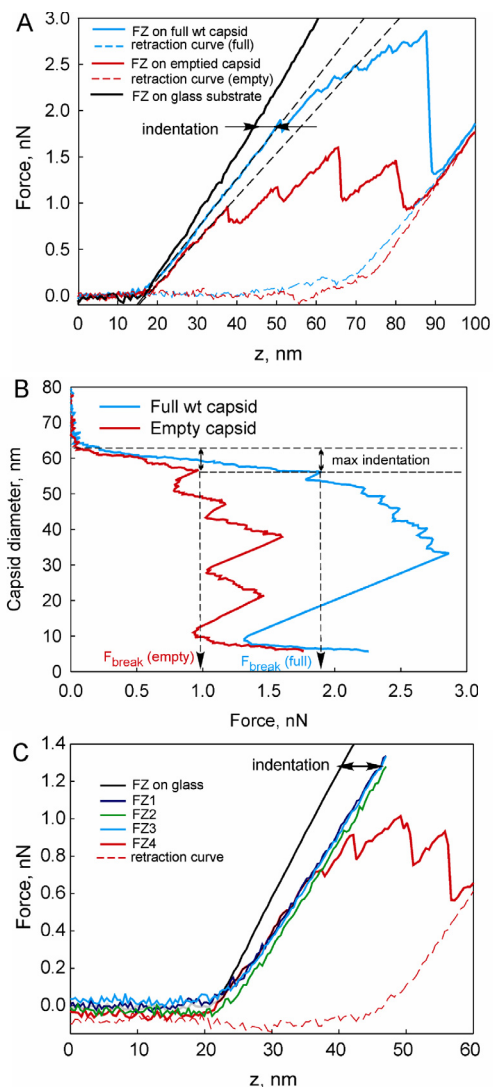 A
FZ on full wt capsid
retraction curve (full)
FZ on emptied capsid
retraction curve (empty)
FZ on glass substrate
indentation
Force, nN
3.0
2.5
2.0
1.5
1.0
0.5
0.0
0 10 20 30 40 50 60 70 80 90 100
z, nm
B
Full wt capsid
Empty capsid
max indentation
Capsid diameter, nm
80
70
60
50
40
30
20
10
0
Fbreak (empty)
Fbreak (full)
0.0 0.5 1.0 1.5 2.0 2.5 3.0
Force, nN
C
indentation
FZ on glass
FZ1
FZ2
FZ3
FZ4
retraction curve
Force, nN
1.4
1.2
1.0
0.8
0.6
0.4
0.2
0.0
0 10 20 30 40 50 60
z, nm